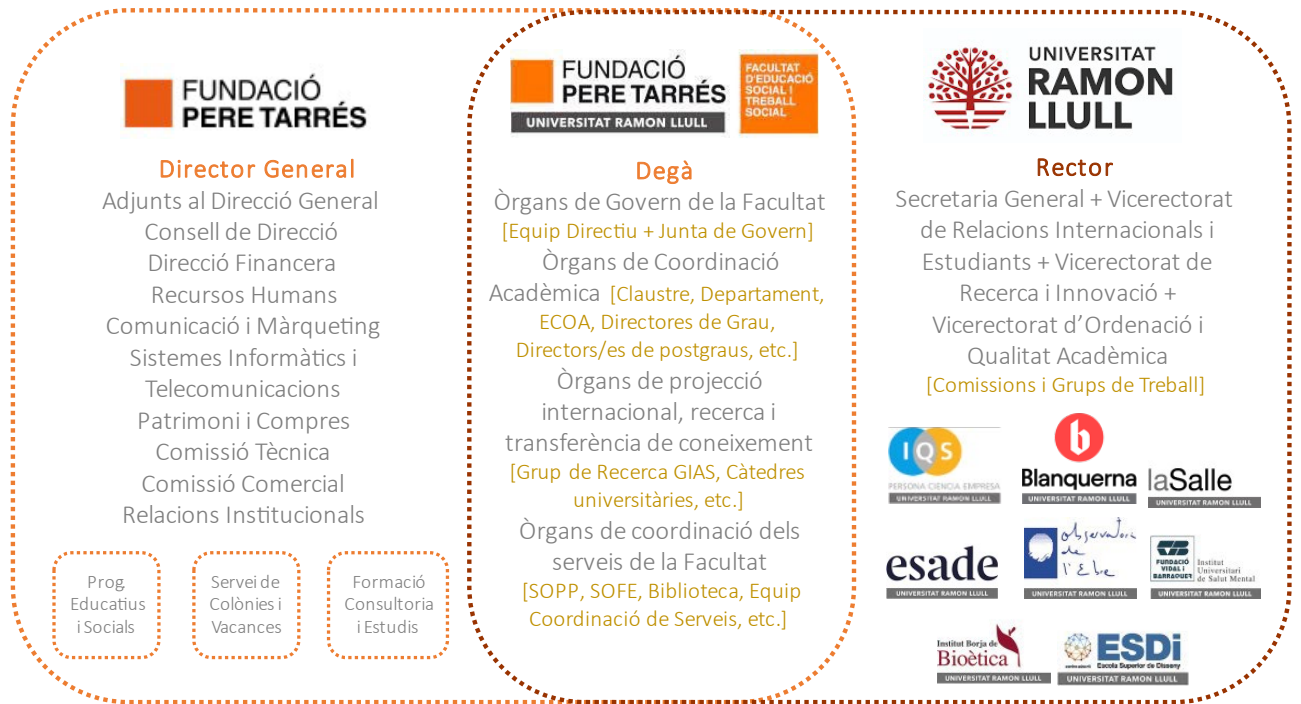 FUNDACIÓ
PERE TARRÉS
Director General
Adjunts al Direcció General
Consell de Direcció
Direcció Financera
Recursos Humans
Comunicació i Màrqueting
Sistemes Informàtics i
Telecomunicacions
Patrimoni i Compres
Comissió Tècnica
Comissió Comercial
Relacions Institucionals
Prog.
Educatius
i Socials
Servei de
Colònies i
Vacances
Formació
Consultoria
i Estudis
FUNDACIÓ
PERE TARRÉS
UNIVERSITAT RAMON LLULL
FACULTAT
D'EDUCACIÓ
SOCIAL I
TREBALL
SOCIAL
Degà
Òrgans de Govern de la Facultat
[Equip Directiu + Junta de Govern]
Òrgans de Coordinació
Acadèmica [Claustre, Departament,
ECOA, Directores de Grau,
Directors/es de postgraus, etc.]
Òrgans de projecció
internacional, recerca i
transferència de coneixement
[Grup de Recerca GIAS, Càtedres
universitàries, etc.]
Òrgans de coordinació dels
serveis de la Facultat
[SOPP, SOFE, Biblioteca, Equip
Coordinació de Serveis, etc.]
UNIVERSITAT
RAMON
LLULL
Rector
Secretaria General + Vicerectorat
de Relacions Internacionals i
Estudiants + Vicerectorat de
Recerca i Innovació +
Vicerectorat d’Ordenació i
Qualitat Acadèmica
[Comissions i Grups de Treball]
IQS
PERSONA CIÈNCIA EMPRESA
UNIVERSITAT RAMON LLULL
b
Blanquerna
UNIVERSITAT RAMON LLULL
laSalle
UNIVERSITAT RAMON LLULL
esade
UNIVERSITAT RAMON LLULL
observatori
de
l'Ebre
UNIVERSITAT RAMON LLULL
FUNDACIÓ
VIDAL i
BARRAQUER
Institut
Universitari
de Salut Mental
UNIVERSITAT RAMON LLULL
Institut Borja de
Bioètica
UNIVERSITAT RAMON LLULL
ESDi
Escola Superior de Disseny
UNIVERSITAT RAMON LLULL